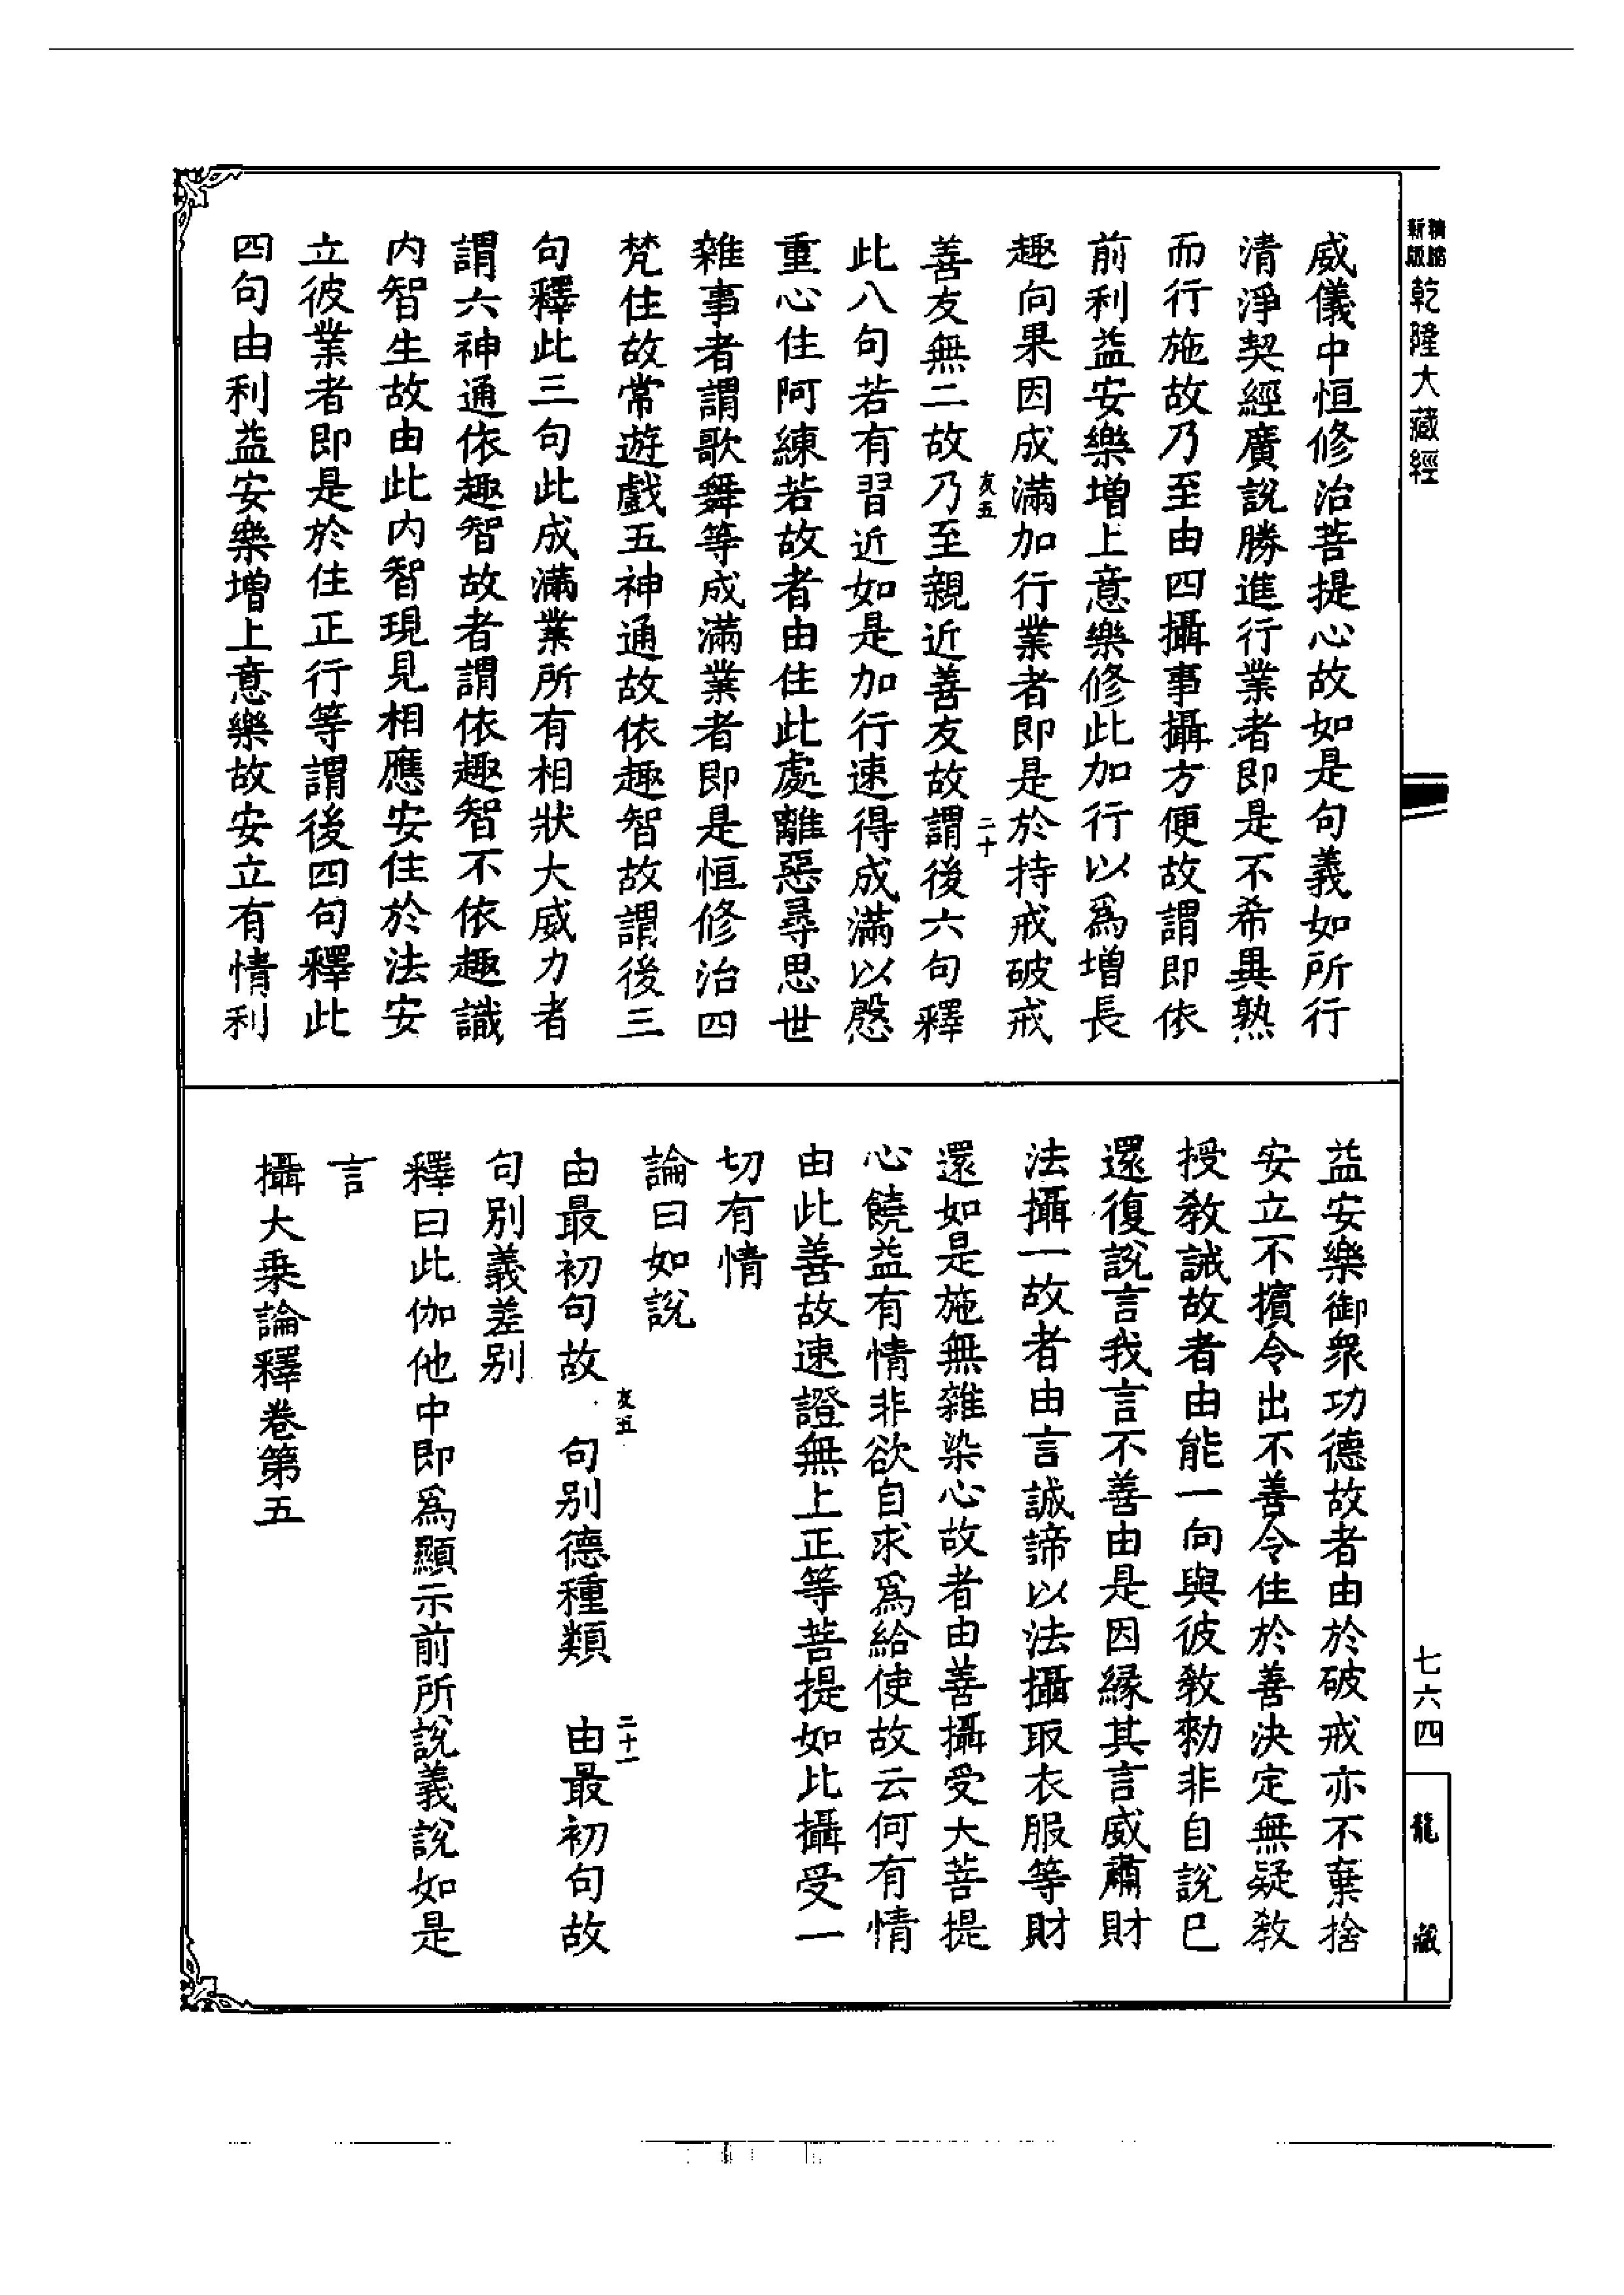 新版
精縮
乾隆大藏經
威儀中恒修治菩提心故如是句義如所行
清淨契經廣說勝進行業者即是不希異熟
而行施故乃至由四攝事攝方便故謂即依
前利益安樂增上意樂修此加行以為增長
趣向果因成滿加行業者即是於持戒破戒
友五
二十
善友無二故乃至親近善友故謂後六句釋
此八句若有習近如是加行速得成滿以慇
重心住阿練若故者由住此處離惡尋思世
雜事者謂歌舞等成滿業者即是恒修治四
梵住故常遊戲五神通故依趣智故謂後三
句釋此三句此成滿業所有相狀大威力者
謂六神通依趣智故者謂依趣智不依趣識
内智生故由此内智現見相應安住於法安
立彼業者即是於住正行等謂後四句釋此
四句由利益安樂增上意樂故安立有情利
益安樂御眾功德故者由於破戒亦不棄捨
安立不擯令出不善令住於善決定無疑教
授教誡故者由能一向與彼教勑非自說已
還復說言我言不善由是因緣其言威肅財
法攝一故者由言誠諦以法攝取衣服等財
還如是施無雜染心故者由善攝受大菩提
心饒益有情非欲自求為給使故云何有情
由此善故速證無上正等菩提如比攝受一
切有情
論曰如說
友五
二十一
由最初句故　句別德種類　由最初句故
句別義差別
釋曰此伽他中即為顯示前所說義說如是
言
攝大乗論釋卷第五
七六四
龍藏